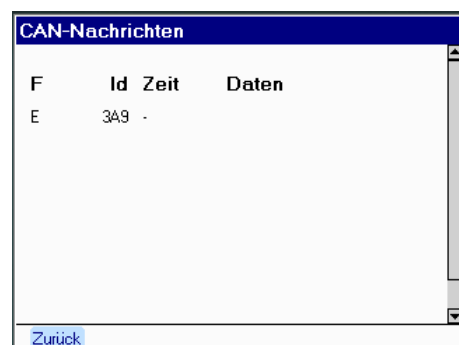 CAN-Nachrichten
F Id Zeit Daten
E 3A9 -
Zurück